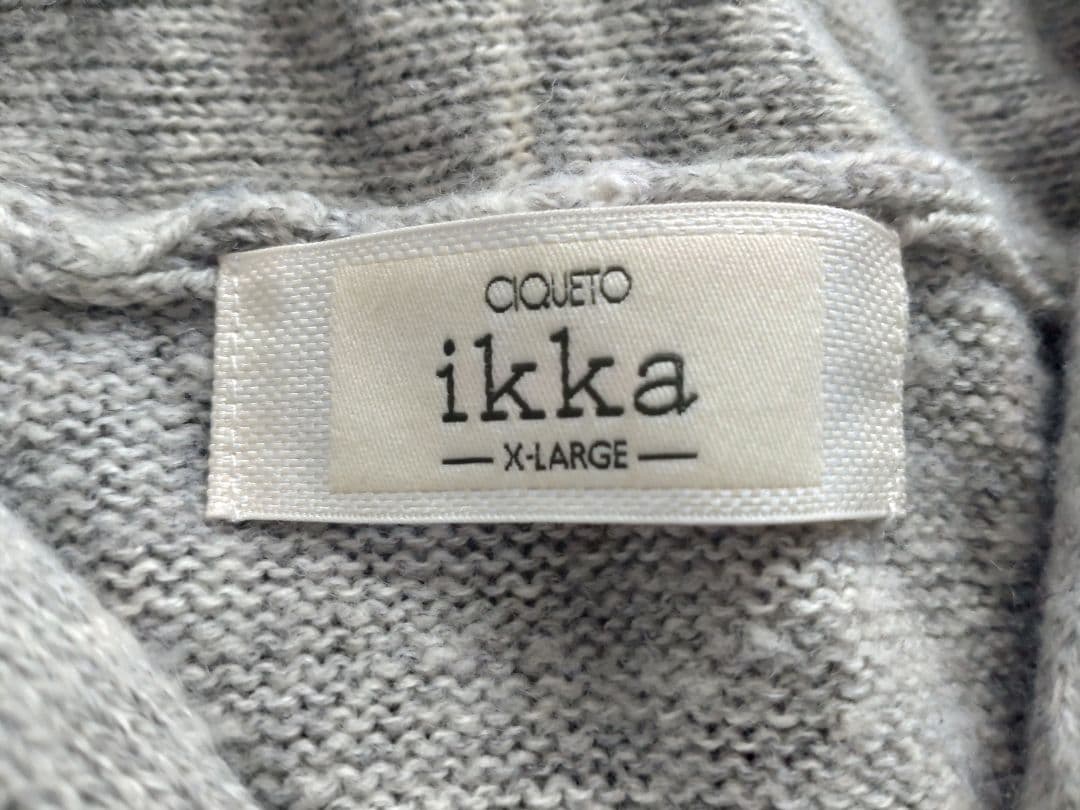 CIQUETO
ikka
X-LARGE